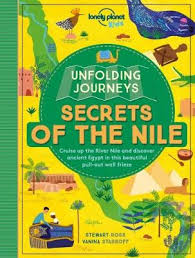 lonely planet
kids
UNFOLDING
JOURNEYS
SECRETS
OF THE NILE
Cruise up the River Nile and discover
ancient Egypt in this beautiful
pull-out wall frieze
STEWART ROSS
VANINA STARKOFF